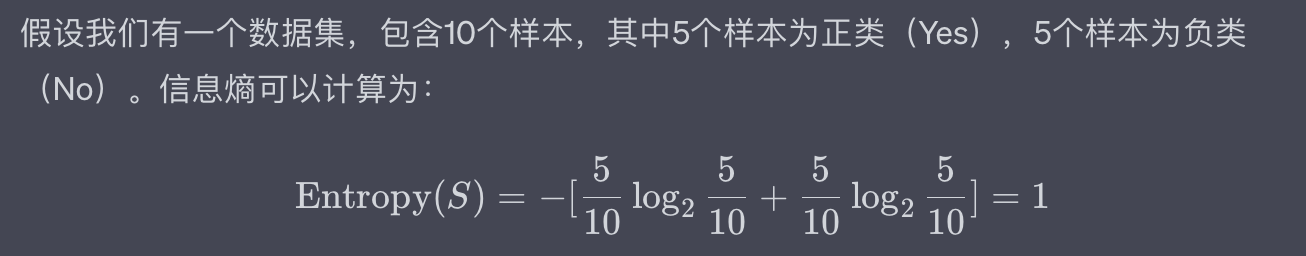 假设我们有一个数据集，包含10个样本，其中5个样本为正类（Yes），5个样本为负类
（No）。信息熵可以计算为：
Entropy(S) = −[5/10 log₂ 5/10 + 5/10 log₂ 5/10] = 1